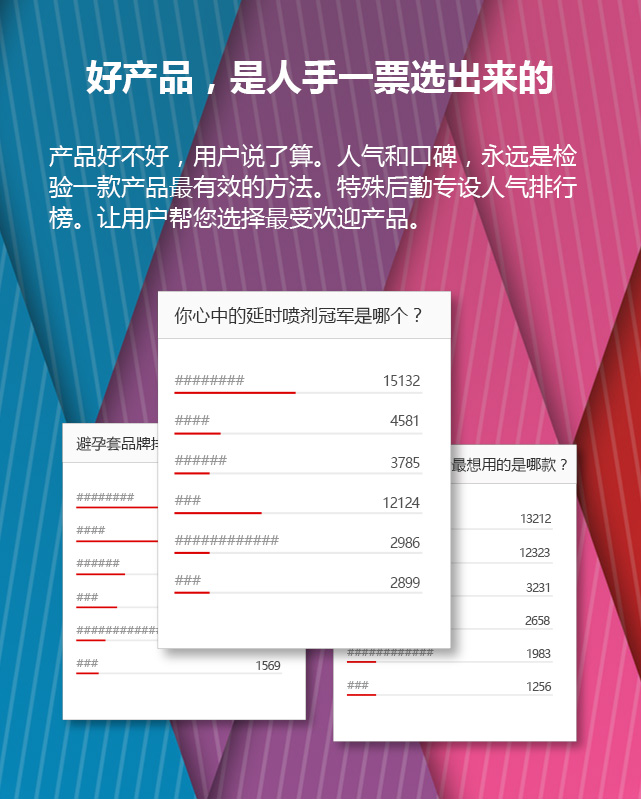 好产品，是人手一票选出来的
产品好不好，用户说了算。人气和口碑，永远是检
验一款产品最有效的方法。特殊后勤专设人气排行
榜。让用户帮您选择最受欢迎产品。
你心中的延时喷剂冠军是哪个？
######## 15132
#### 4581
###### 3785
### 12124
############ 2986
### 2899
避孕套品牌
########
####
######
###
############
### 1569
最想用的是哪款？
13212
12323
3231
2658
############ 1983
### 1256